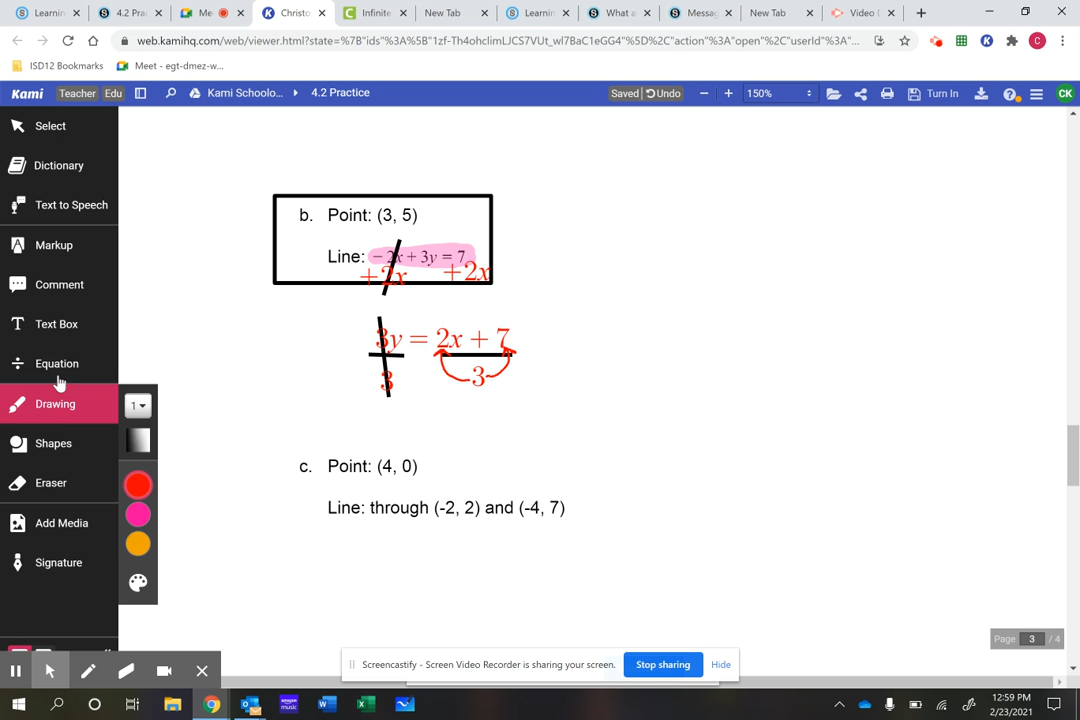 Learnin
4.2 Pra
Me
Christo
Infinite
New Tab
Learnin
What a
Messag
New Tab
Video
web.kamihq.com/web/viewer.html?state=%7B"ids"%3A%5B"1zf-Th4ohclimLJCS7VUt_wl7BaC1eGG4"%5D%2C"action"%3A"open"%2C"userId"%3A"...
ISD12 Bookmarks
Meet - egt-dmez-w...
Kami Teacher Edu Kami Schoolo... 4.2 Practice Saved Undo 150% Turn In CK
Select
Dictionary
Text to Speech
Markup
Comment
Text Box
Equation
Drawing
Shapes
Eraser
Add Media
Signature
1
b. Point: (3, 5)
Line: −2x + 3y = 7
+2x +2x
3y = 2x + 7
3 3
c. Point: (4, 0)
Line: through (-2, 2) and (-4, 7)
Page 3 / 4
Screencastify - Screen Video Recorder is sharing your screen. Stop sharing Hide
12:59 PM
2/23/2021